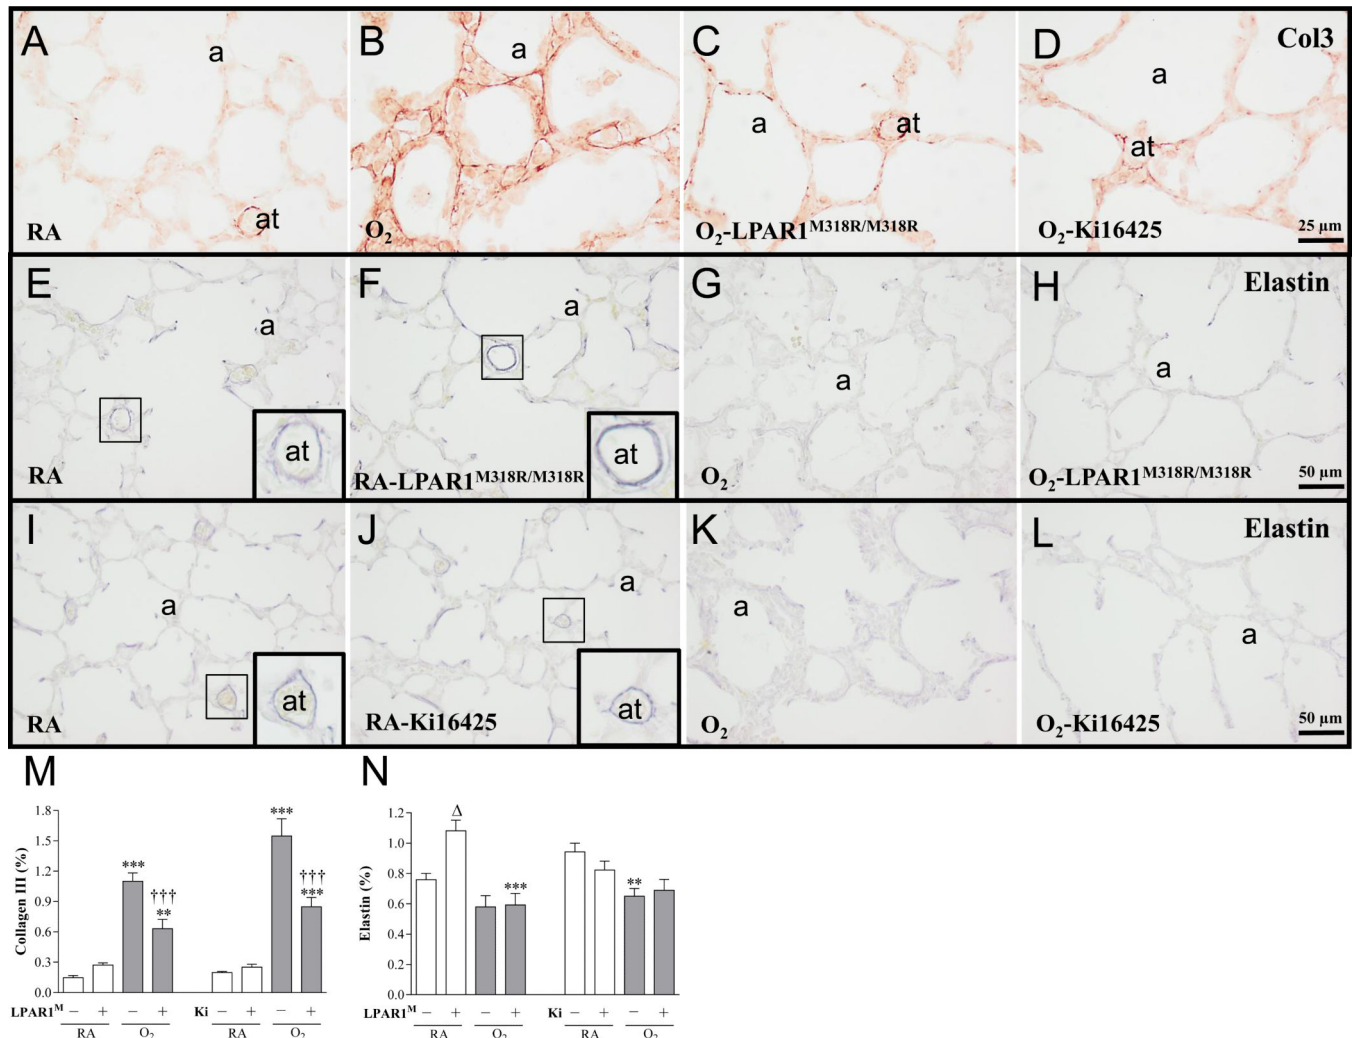 A a B a C D Col3
a a
at at at
RA O₂ O₂-LPAR1ᴹ³¹⁸ᴿ/ᴹ³¹⁸ᴿ O₂-Ki16425 25 µm
E F G H Elastin
a a a a
at at
RA RA-LPAR1ᴹ³¹⁸ᴿ/ᴹ³¹⁸ᴿ O₂ O₂-LPAR1ᴹ³¹⁸ᴿ/ᴹ³¹⁸ᴿ 50 µm
I J K L Elastin
a a a a
at at
RA RA-Ki16425 O₂ O₂-Ki16425 50 µm
M
Collagen III (%)
1.8
1.5
1.2
0.9
0.6
0.3
0.0
*** ††† ** *** ††† ***
LPAR1ᴹ − + − + Ki − + − +
RA O₂ RA O₂
N
Elastin (%)
1.2
1.0
0.8
0.6
0.4
0.2
0.0
Δ *** **
LPAR1ᴹ − + − + Ki − + − +
RA O₂ RA O₂